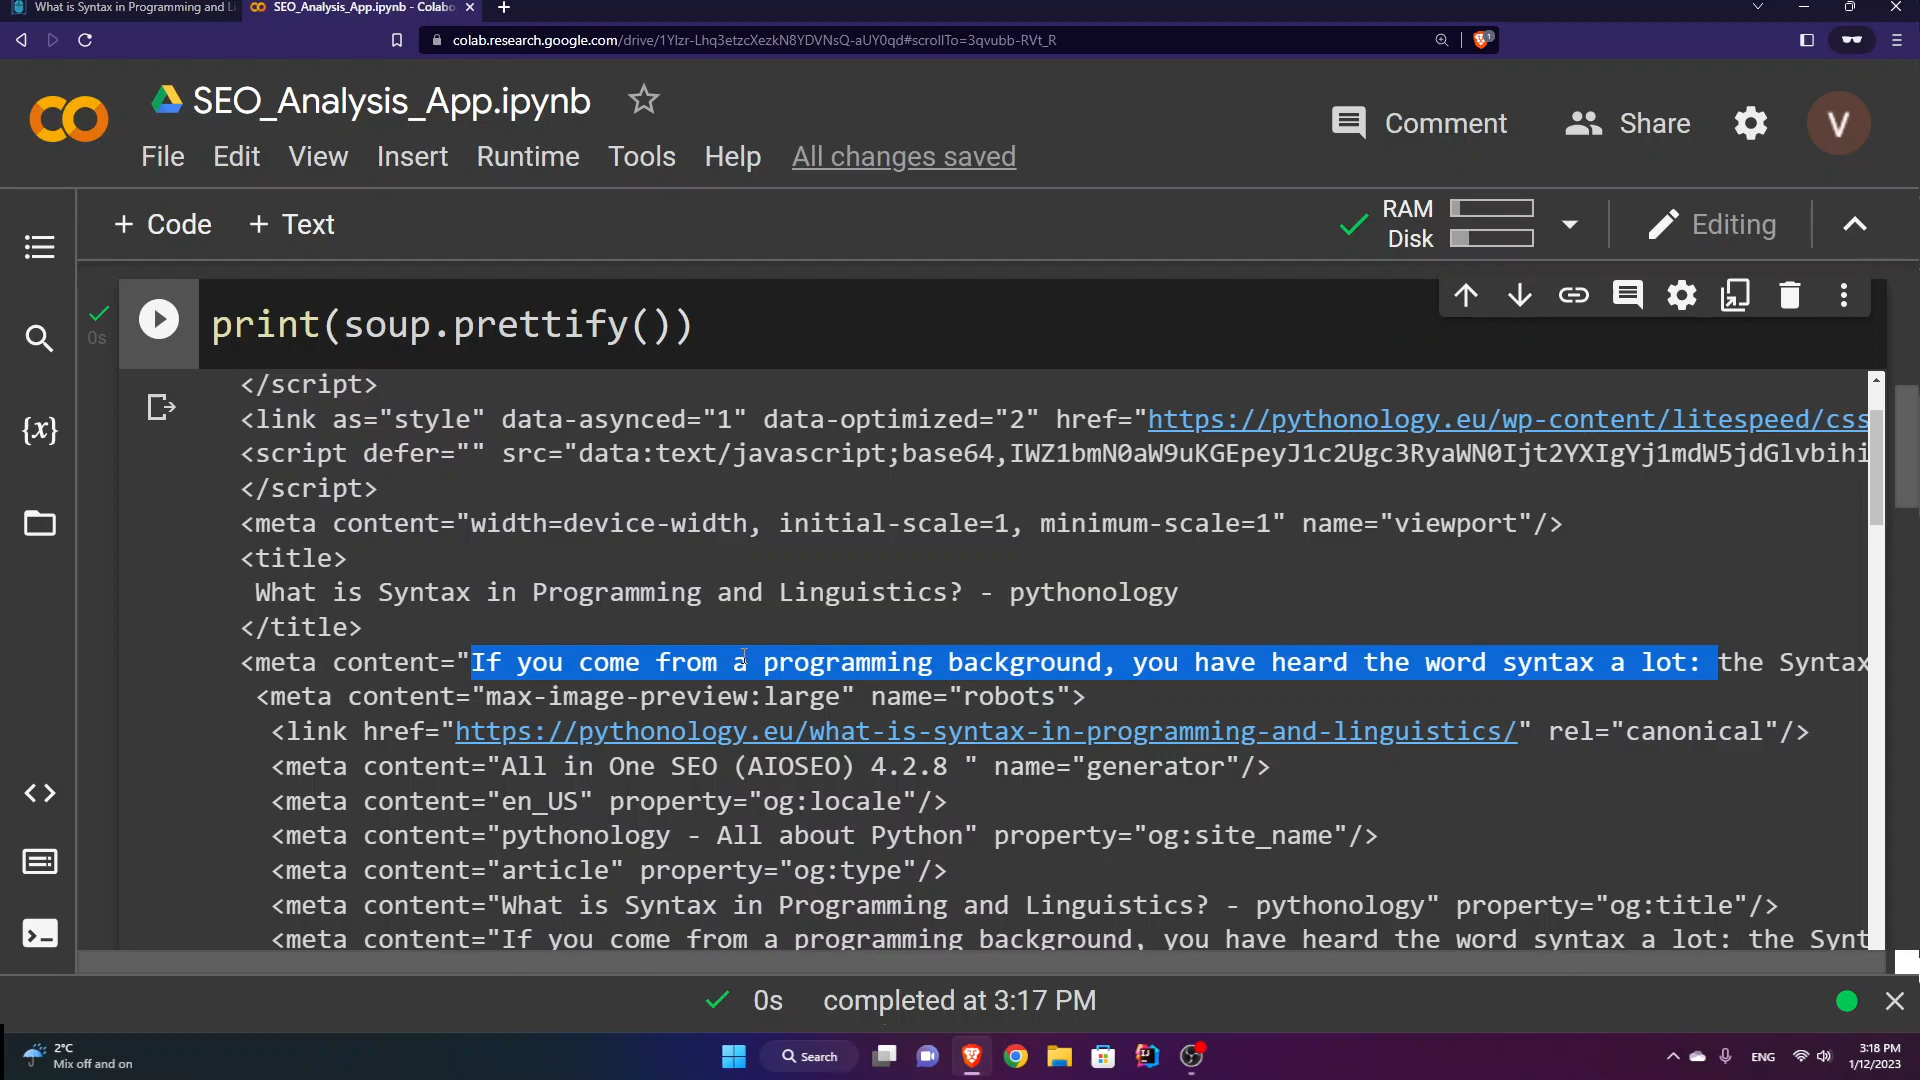 What is Syntax in Programming and Li
SEO_Analysis_App.ipynb - Colabo
colab.research.google.com/drive/1Ylzr-Lhq3etzcXezkN8YDVNsQ-aUY0qd#scrollTo=3qvubb-RVt_R
1
SEO_Analysis_App.ipynb
Comment
Share
V
File Edit View Insert Runtime Tools Help All changes saved
+ Code + Text
RAM
Disk
Editing
0s
print(soup.prettify())
</script>
<link as="style" data-asynced="1" data-optimized="2" href="https://pythonology.eu/wp-content/litespeed/css
<script defer="" src="data:text/javascript;base64,IWZ1bmN0aW9uKGEpeyJ1c2Ugc3RyaWN0Ijt2YXIgYj1mdW5jdGlvbihi
</script>
<meta content="width=device-width, initial-scale=1, minimum-scale=1" name="viewport"/>
<title>
What is Syntax in Programming and Linguistics? - pythonology
</title>
<meta content="If you come from a programming background, you have heard the word syntax a lot: the Syntax
<meta content="max-image-preview:large" name="robots">
<link href="https://pythonology.eu/what-is-syntax-in-programming-and-linguistics/" rel="canonical"/>
<meta content="All in One SEO (AIOSEO) 4.2.8 " name="generator"/>
<meta content="en_US" property="og:locale"/>
<meta content="pythonology - All about Python" property="og:site_name"/>
<meta content="article" property="og:type"/>
<meta content="What is Syntax in Programming and Linguistics? - pythonology" property="og:title"/>
<meta content="If you come from a programming background, you have heard the word syntax a lot: the Synt
0s completed at 3:17 PM
2°C
Mix off and on
Search
ENG
3:18 PM
1/12/2023